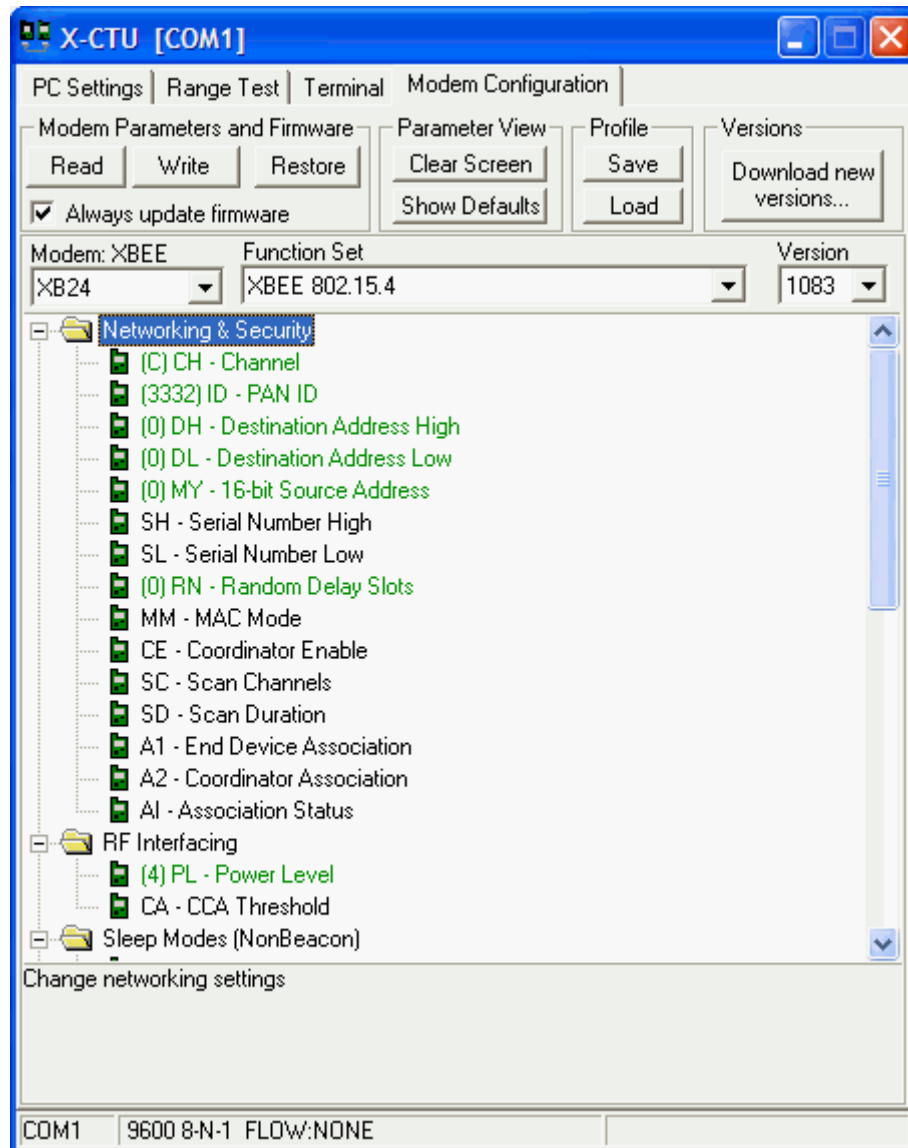 X-CTU [COM1]
PC Settings Range Test Terminal Modem Configuration
Modem Parameters and Firmware Parameter View Profile Versions
Read Write Restore Clear Screen Save Download new versions...
Always update firmware Show Defaults Load
Modem: XBEE Function Set Version
XB24 XBEE 802.15.4 1083
Networking & Security
(C) CH - Channel
(3332) ID - PAN ID
(0) DH - Destination Address High
(0) DL - Destination Address Low
(0) MY - 16-bit Source Address
SH - Serial Number High
SL - Serial Number Low
(0) RN - Random Delay Slots
MM - MAC Mode
CE - Coordinator Enable
SC - Scan Channels
SD - Scan Duration
A1 - End Device Association
A2 - Coordinator Association
AI - Association Status
RF Interfacing
(4) PL - Power Level
CA - CCA Threshold
Sleep Modes (NonBeacon)
Change networking settings
COM1 9600 8-N-1 FLOW:NONE